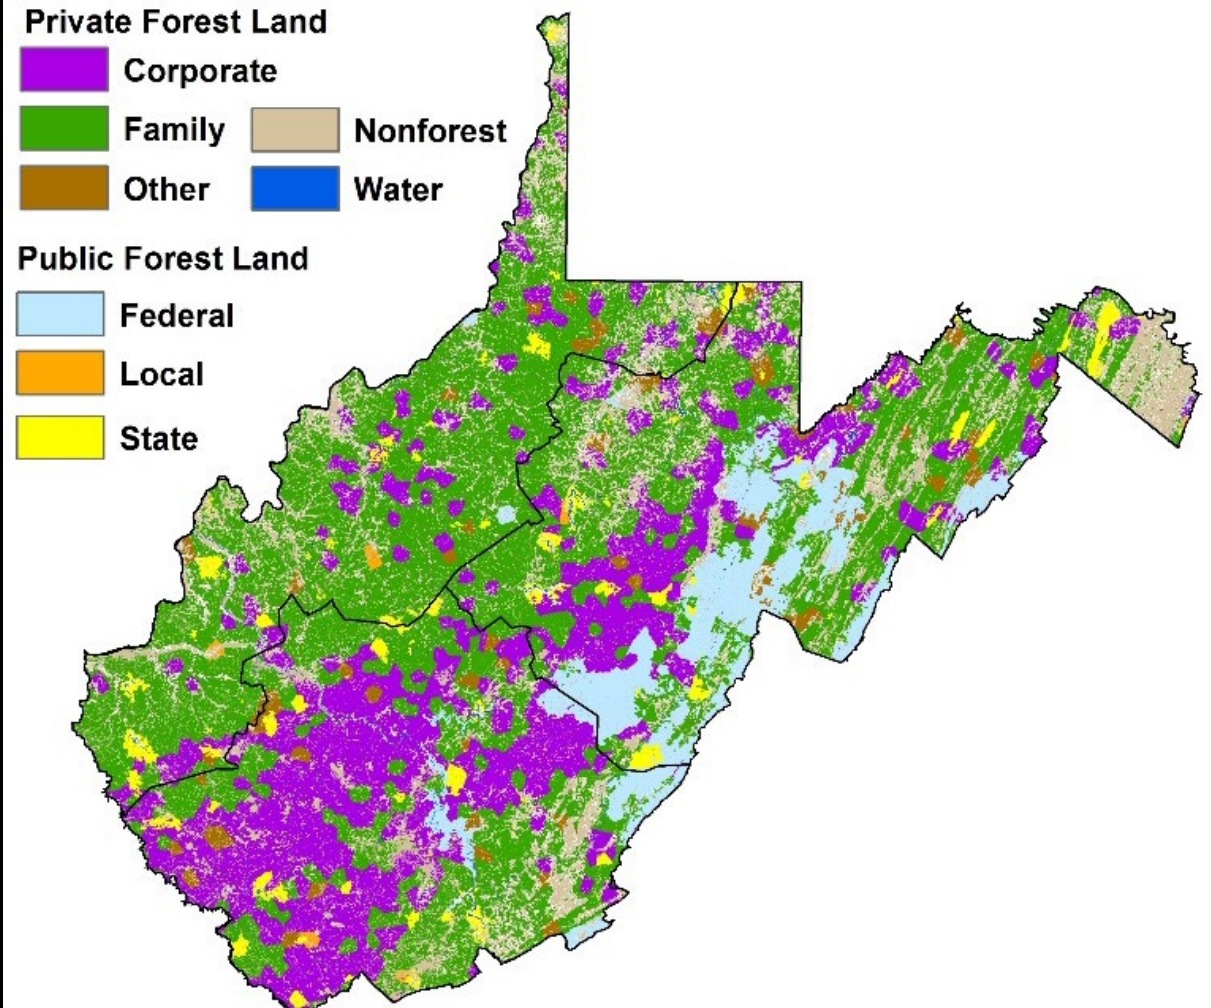 Private Forest Land
Corporate
Family
Nonforest
Other
Water
Public Forest Land
Federal
Local
State